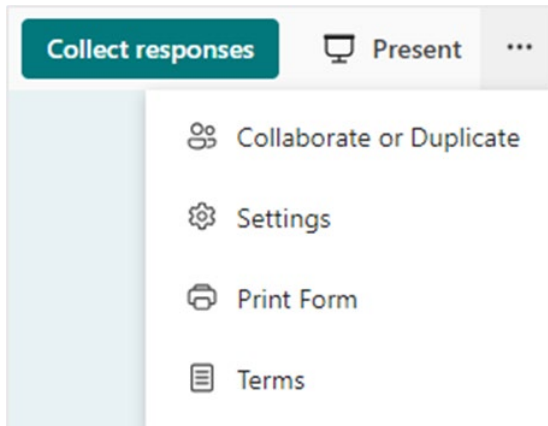 Collect responses Present ...
Collaborate or Duplicate
Settings
Print Form
Terms